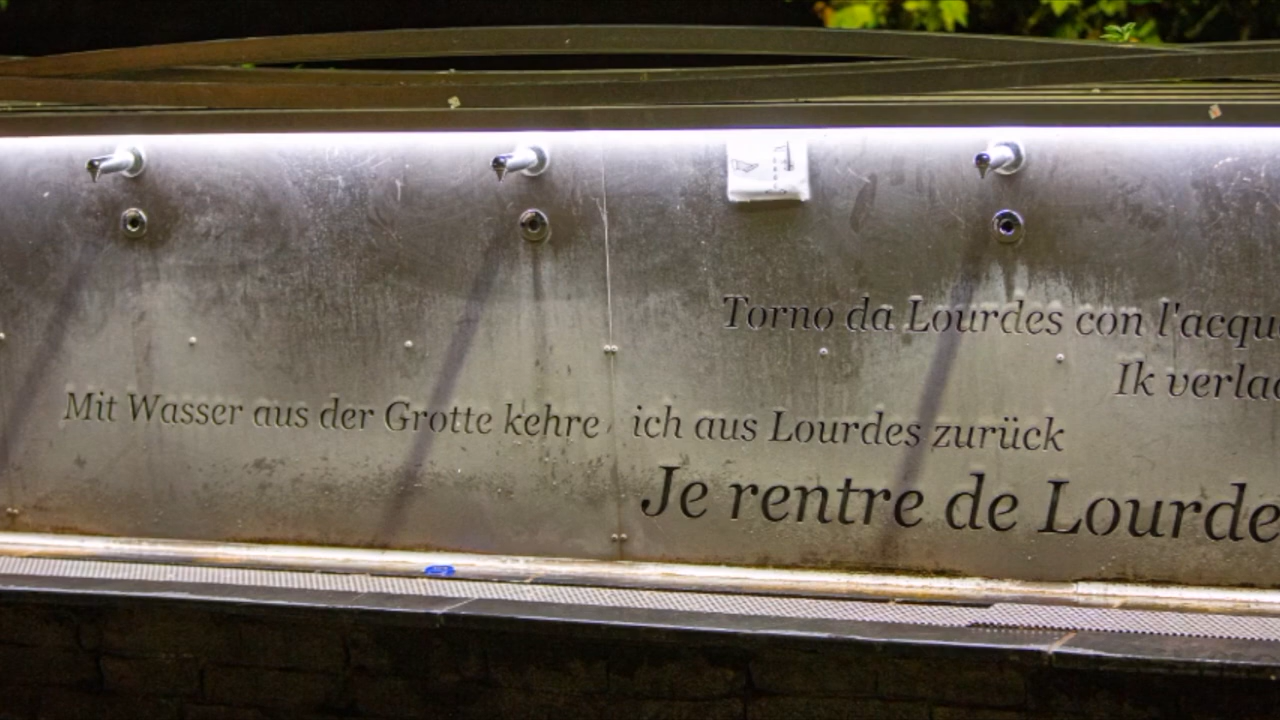 Torno da Lourdes con l'acqu
Ik verla
Mit Wasser aus der Grotte kehre ich aus Lourdes zurück
Je rentre de Lourde